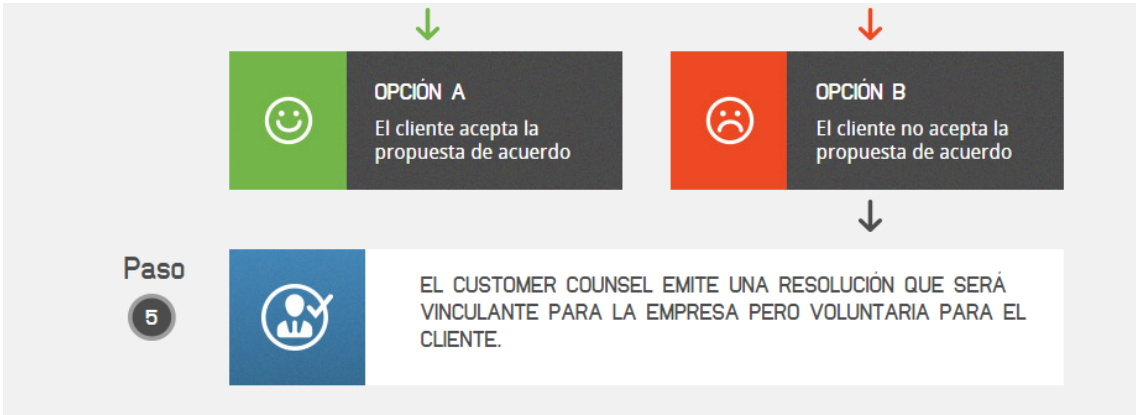 OPCIÓN A
El cliente acepta la
propuesta de acuerdo
OPCIÓN B
El cliente no acepta la
propuesta de acuerdo
Paso
5
EL CUSTOMER COUNSEL EMITE UNA RESOLUCIÓN QUE SERÁ
VINCULANTE PARA LA EMPRESA PERO VOLUNTARIA PARA EL
CLIENTE.